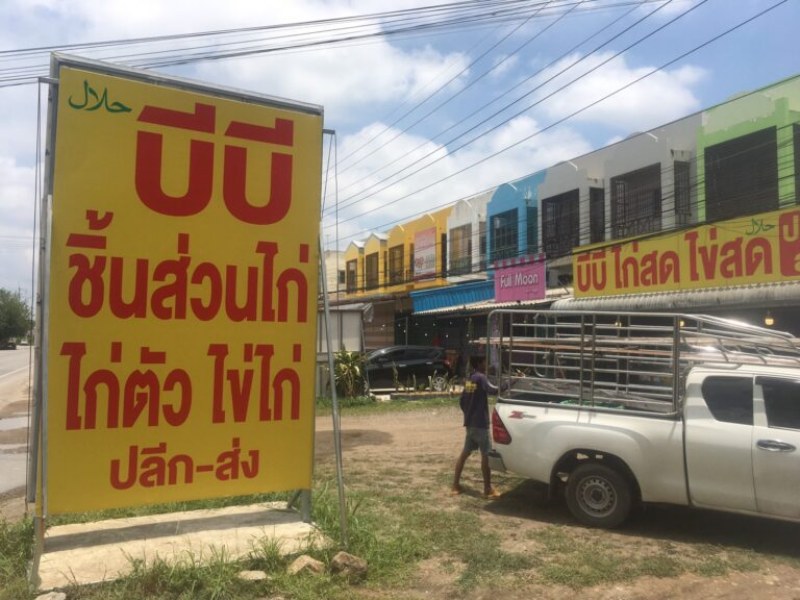 حلال
บีบี
ชิ้นส่วนไก่
ไก่ตัว ไข่ไก่
ปลีก-ส่ง
Full Moon
حلال
บีบี ไก่สด ไข่สด